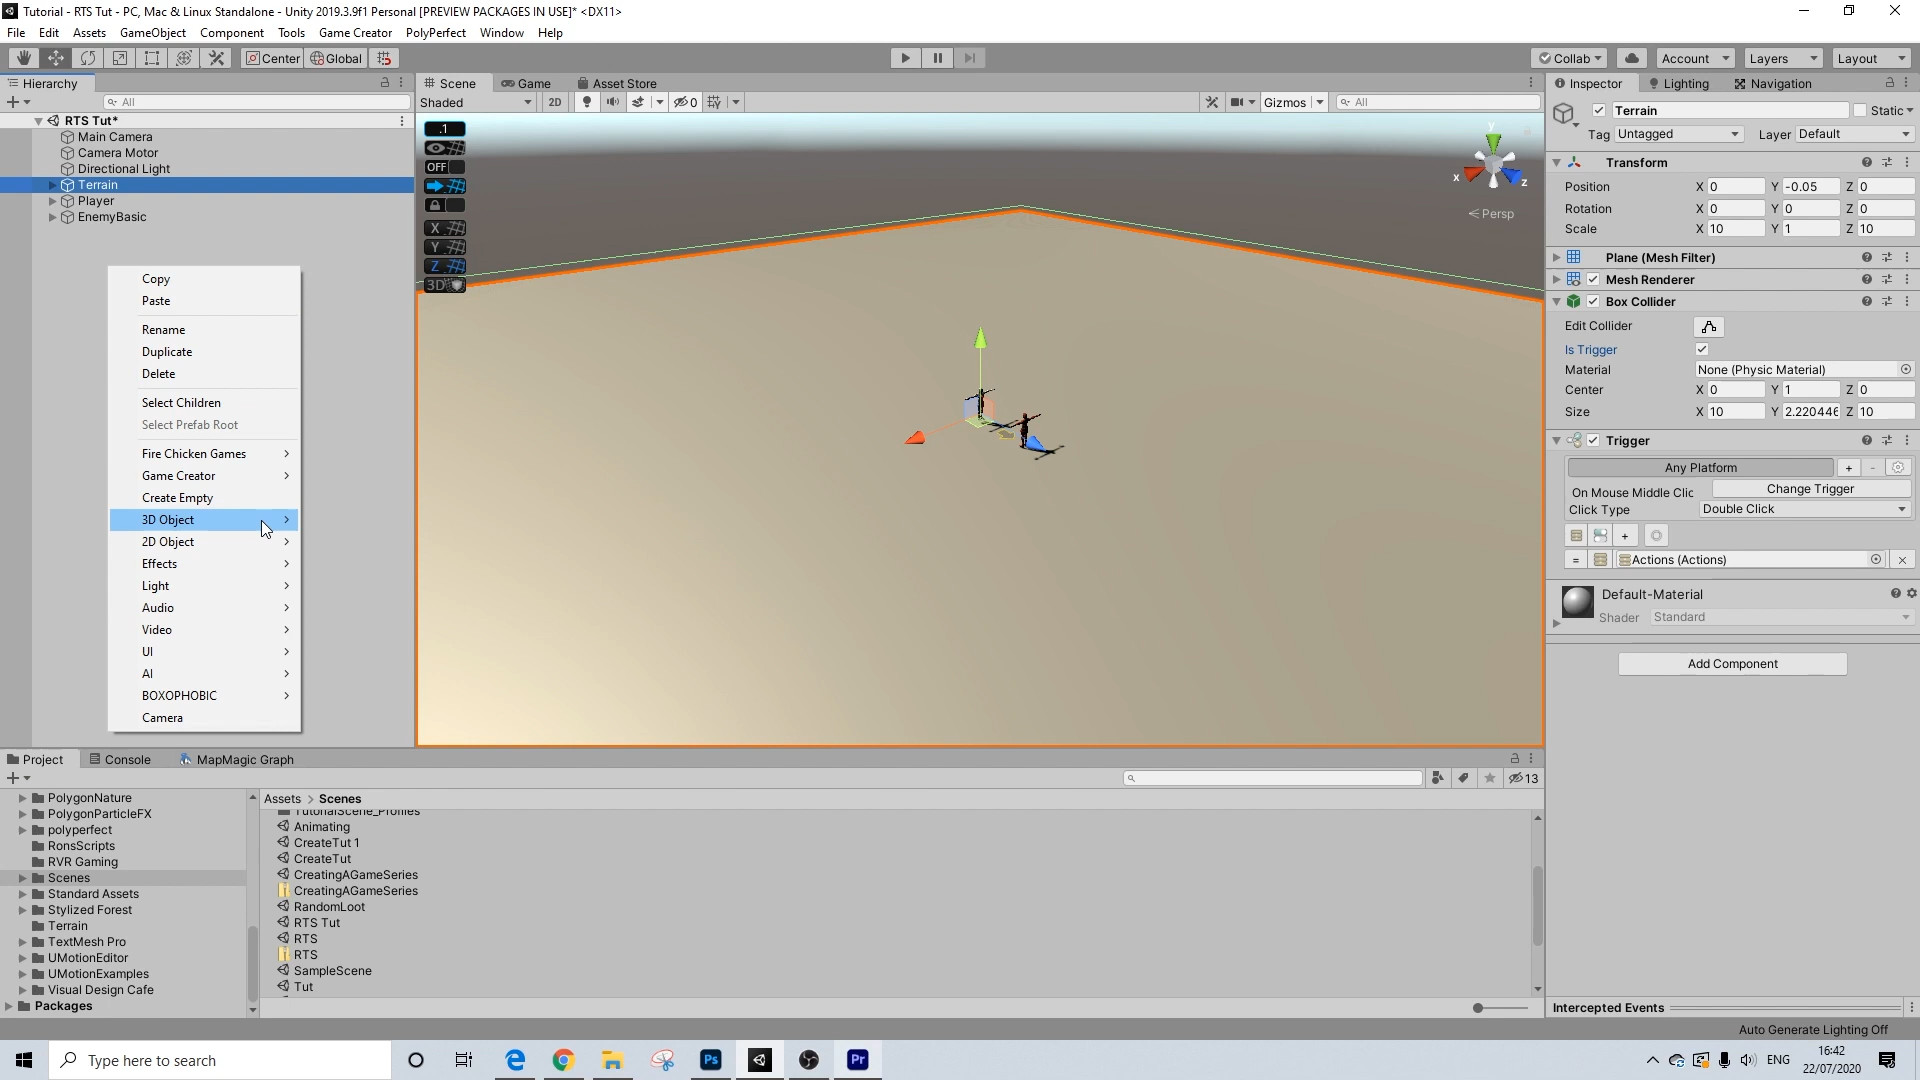 Tutorial - RTS Tut - PC, Mac & Linux Standalone - Unity 2019.3.9f1 Personal [PREVIEW PACKAGES IN USE]* <DX11>
File Edit Assets GameObject Component Tools Game Creator PolyPerfect Window Help
Center Global Collab Account Layers Layout
Hierarchy Scene Game Asset Store Inspector Lighting Navigation
All Shaded 2D 0 Gizmos All
RTS Tut*
Main Camera
Camera Motor
Directional Light
Terrain
Player
EnemyBasic
Copy
Paste
Rename
Duplicate
Delete
Select Children
Select Prefab Root
Fire Chicken Games
Game Creator
Create Empty
3D Object
2D Object
Effects
Light
Audio
Video
UI
AI
BOXOPHOBIC
Camera
.1
OFF
X
Y
Z
3D
y
x
z
Persp
Terrain Static
Tag Untagged Layer Default
Transform
Position X 0 Y -0.05 Z 0
Rotation X 0 Y 0 Z 0
Scale X 10 Y 1 Z 10
Plane (Mesh Filter)
Mesh Renderer
Box Collider
Edit Collider
Is Trigger
Material None (Physic Material)
Center X 0 Y 1 Z 0
Size X 10 Y 2.220446 Z 10
Trigger
Any Platform + -
On Mouse Middle Clic Change Trigger
Click Type Double Click
+
= Actions (Actions)
Default-Material
Shader Standard
Add Component
Intercepted Events
Auto Generate Lighting Off
Project Console MapMagic Graph
13
PolygonNature
PolygonParticleFX
polyperfect
RonsScripts
RVR Gaming
Scenes
Standard Assets
Stylized Forest
Terrain
TextMesh Pro
UMotionEditor
UMotionExamples
Visual Design Cafe
Packages
Assets > Scenes
TutorialScene_Profiles
Animating
CreateTut 1
CreateTut
CreatingAGameSeries
CreatingAGameSeries
RandomLoot
RTS Tut
RTS
RTS
SampleScene
Tut
Type here to search
Ps
Pr
ENG
16:42
22/07/2020